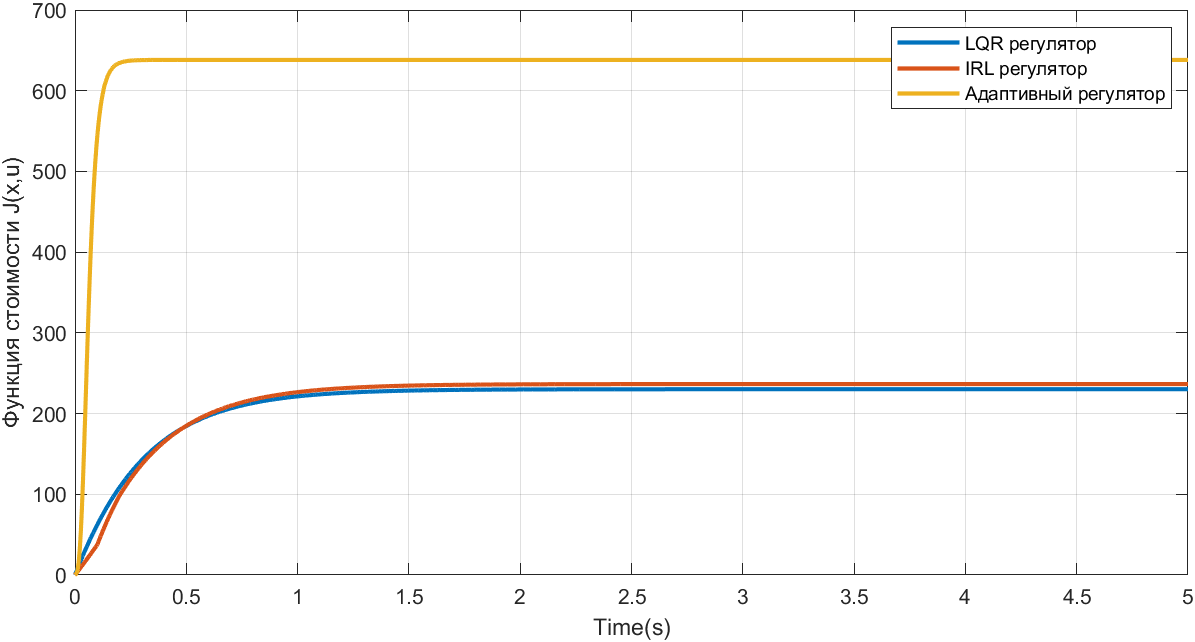 700
600
500
400
300
200
100
0
Функция стоимости J(x,u)
LQR регулятор
IRL регулятор
Адаптивный регулятор
0 0.5 1 1.5 2 2.5 3 3.5 4 4.5 5
Time(s)